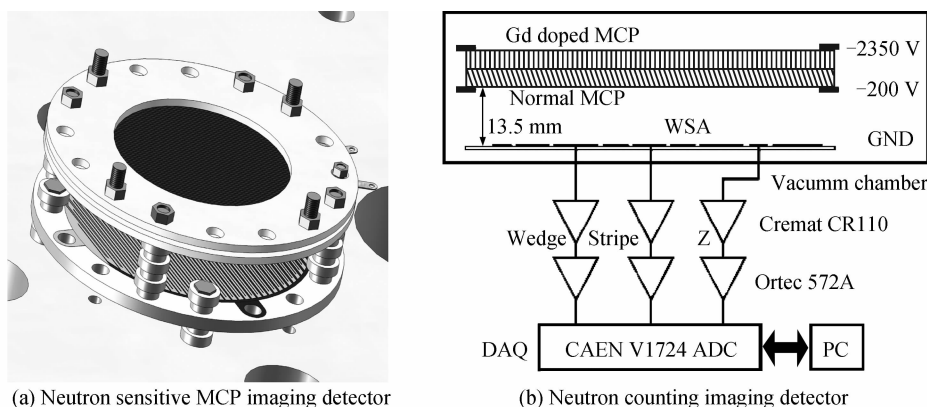 Gd doped MCP
−2350 V
−200 V
Normal MCP
13.5 mm
WSA
GND
Vacumm chamber
Wedge
Stripe
Z
Cremat CR110
Ortec 572A
DAQ
CAEN V1724 ADC
PC
(a) Neutron sensitive MCP imaging detector
(b) Neutron counting imaging detector